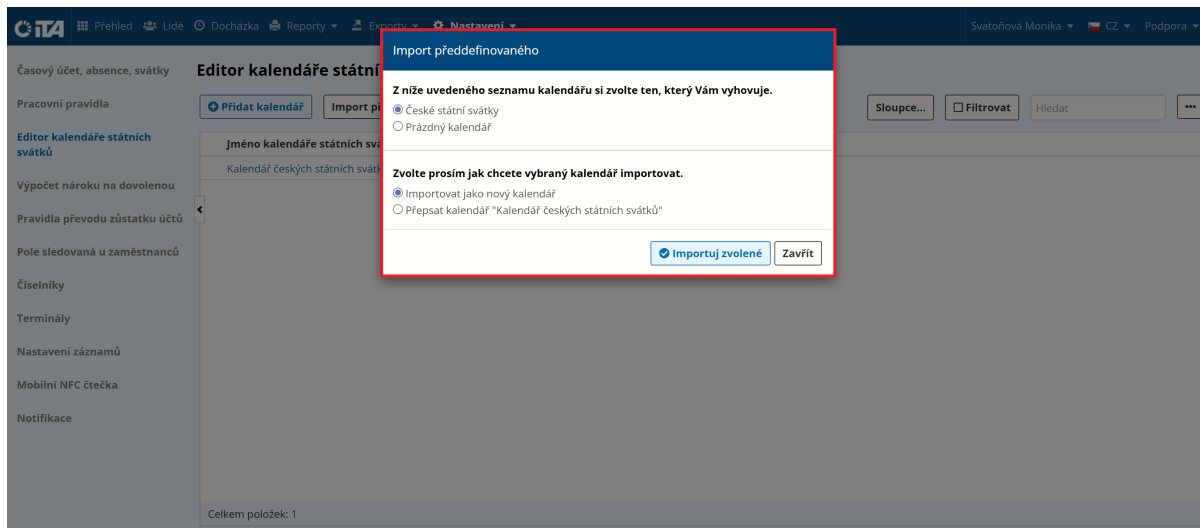 iTA Přehled Lidé Docházka Reporty Exporty Nastavení Svatoňová Monika CZ Podpora
Časový účet, absence, svátky
Pracovní pravidla
Editor kalendáře státních
svátků
Výpočet nároku na dovolenou
Pravidla převodu zůstatku účtů
Pole sledovaná u zaměstnanců
Číselníky
Terminály
Nastavení záznamů
Mobilní NFC čtečka
Notifikace
Editor kalendáře státní
Přidat kalendář Import př Sloupce... Filtrovat Hledat ...
Jméno kalendáře státních svá
Kalendář českých státních svátk
Celkem položek: 1
Import předdefinovaného
Z níže uvedeného seznamu kalendářu si zvolte ten, který Vám vyhovuje.
České státní svátky
Prázdný kalendář
Zvolte prosím jak chcete vybraný kalendář importovat.
Importovat jako nový kalendář
Přepsat kalendář "Kalendář českých státních svátků"
Importuj zvolené Zavřít